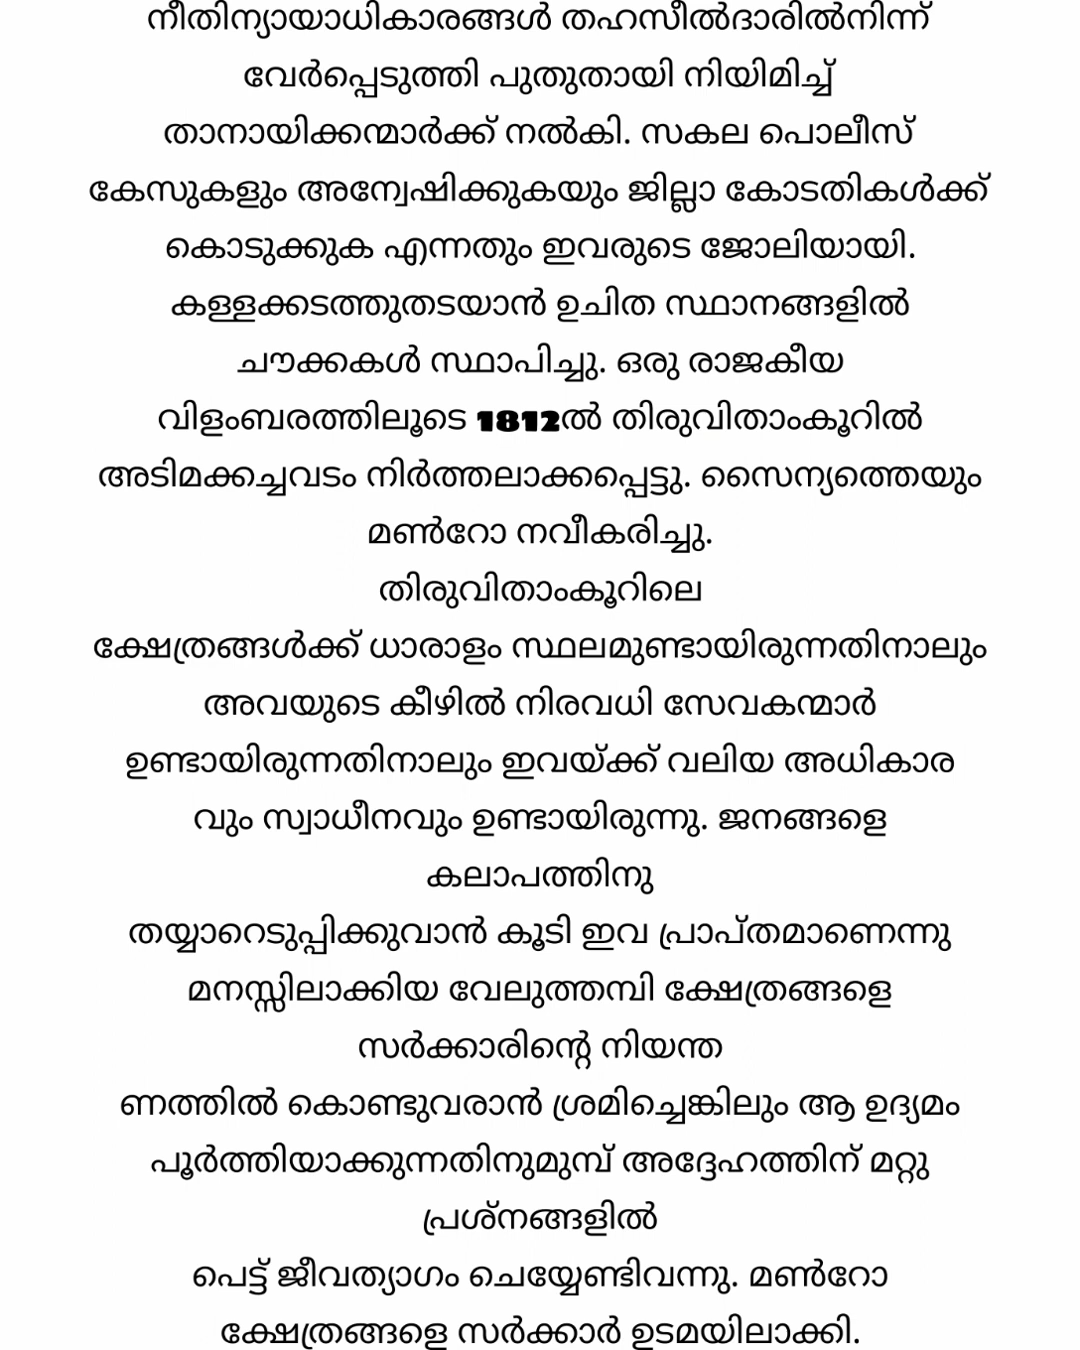 നീതിന്യായാധികാരങ്ങൾ തഹസീൽദാരിൽനിന്ന്
വേർപ്പെടുത്തി പുതുതായി നിയിമിച്ച്
താനായിക്കന്മാർക്ക് നൽകി. സകല പൊലീസ്
കേസുകളും അന്വേഷിക്കുകയും ജില്ലാ കോടതികൾക്ക്
കൊടുക്കുക എന്നതും ഇവരുടെ ജോലിയായി.
കള്ളക്കടത്തുതടയാൻ ഉചിത സ്ഥാനങ്ങളിൽ
ചൗക്കകൾ സ്ഥാപിച്ചു. ഒരു രാജകീയ
വിളംബരത്തിലൂടെ 1812ൽ തിരുവിതാംകൂറിൽ
അടിമക്കച്ചവടം നിർത്തലാക്കപ്പെട്ടു. സൈന്യത്തെയും
മൺറോ നവീകരിച്ചു.
തിരുവിതാംകൂറിലെ
ക്ഷേത്രങ്ങൾക്ക് ധാരാളം സ്ഥലമുണ്ടായിരുന്നതിനാലും
അവയുടെ കീഴിൽ നിരവധി സേവകന്മാർ
ഉണ്ടായിരുന്നതിനാലും ഇവയ്ക്ക് വലിയ അധികാര
വും സ്വാധീനവും ഉണ്ടായിരുന്നു. ജനങ്ങളെ
കലാപത്തിനു
തയ്യാറെടുപ്പിക്കുവാൻ കൂടി ഇവ പ്രാപ്തമാണെന്നു
മനസ്സിലാക്കിയ വേലുത്തമ്പി ക്ഷേത്രങ്ങളെ
സർക്കാരിന്റെ നിയന്ത
ണത്തിൽ കൊണ്ടുവരാൻ ശ്രമിച്ചെങ്കിലും ആ ഉദ്യമം
പൂർത്തിയാക്കുന്നതിനുമുമ്പ് അദ്ദേഹത്തിന് മറ്റു
പ്രശ്നങ്ങളിൽ
പെട്ട് ജീവത്യാഗം ചെയ്യേണ്ടിവന്നു. മൺറോ
ക്ഷേത്രങ്ങളെ സർക്കാർ ഉടമയിലാക്കി.